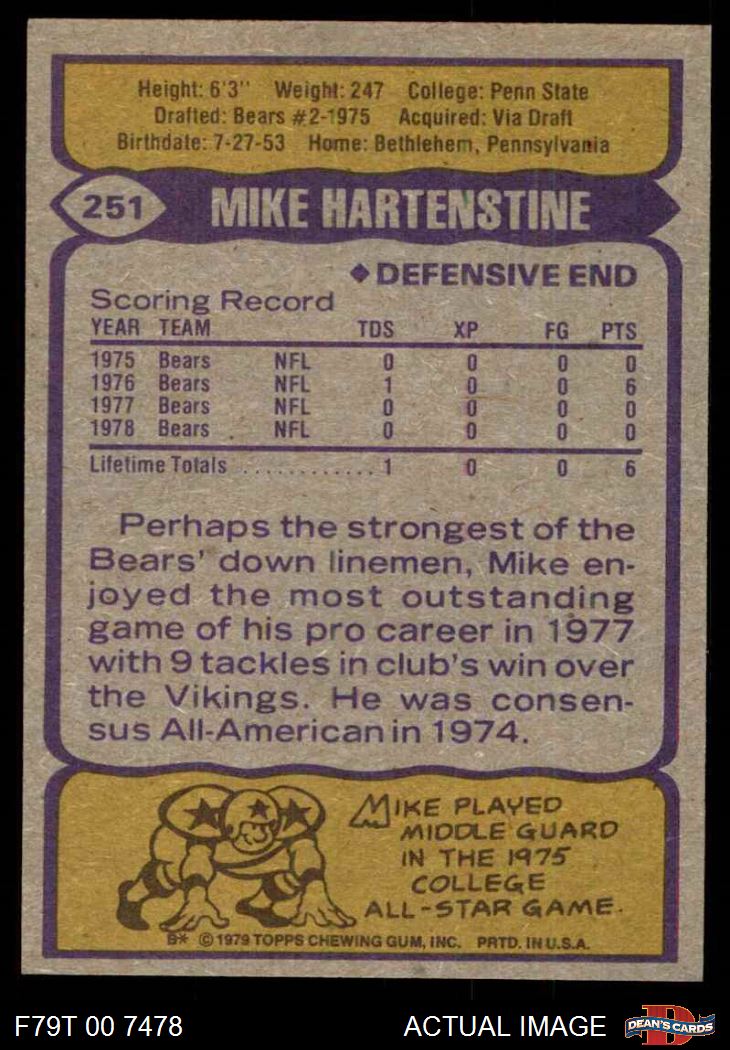 Height: 6'3" Weight: 247 College: Penn State
Drafted: Bears #2-1975 Acquired: Via Draft
Birthdate: 7-27-53 Home: Bethlehem, Pennsylvania
251 MIKE HARTENSTINE
◆ DEFENSIVE END
Scoring Record
YEAR TEAM TDS XP FG PTS
1975 Bears NFL 0 0 0 0
1976 Bears NFL 1 0 0 6
1977 Bears NFL 0 0 0 0
1978 Bears NFL 0 0 0 0
Lifetime Totals ............ 1 0 0 6
Perhaps the strongest of the
Bears' down linemen, Mike en-
joyed the most outstanding
game of his pro career in 1977
with 9 tackles in club's win over
the Vikings. He was consen-
sus All-American in 1974.
MIKE PLAYED
MIDDLE GUARD
IN THE 1975
COLLEGE
ALL-STAR GAME.
B* © 1979 TOPPS CHEWING GUM, INC. PRTD. IN U.S.A.
F79T 00 7478 ACTUAL IMAGE D DEAN'S CARDS